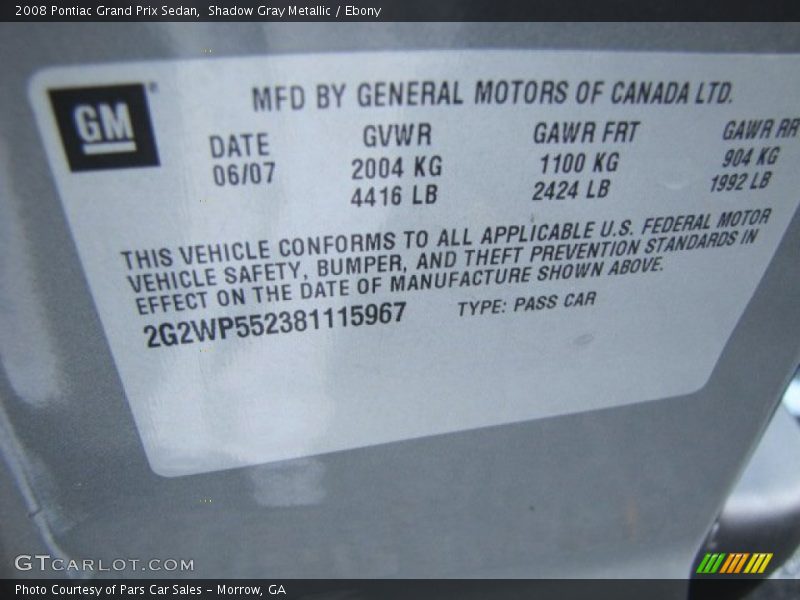 2008 Pontiac Grand Prix Sedan,  Shadow Gray Metallic / Ebony
GM
MFD BY GENERAL MOTORS OF CANADA LTD.
DATE GVWR GAWR FRT GAWR RR
06/07 2004 KG 1100 KG 904 KG
4416 LB 2424 LB 1992 LB
THIS VEHICLE CONFORMS TO ALL APPLICABLE U.S. FEDERAL MOTOR
VEHICLE SAFETY, BUMPER, AND THEFT PREVENTION STANDARDS IN
EFFECT ON THE DATE OF MANUFACTURE SHOWN ABOVE.
2G2WP552381115967 TYPE: PASS CAR
GTCARLOT.COM
Photo Courtesy of Pars Car Sales - Morrow, GA